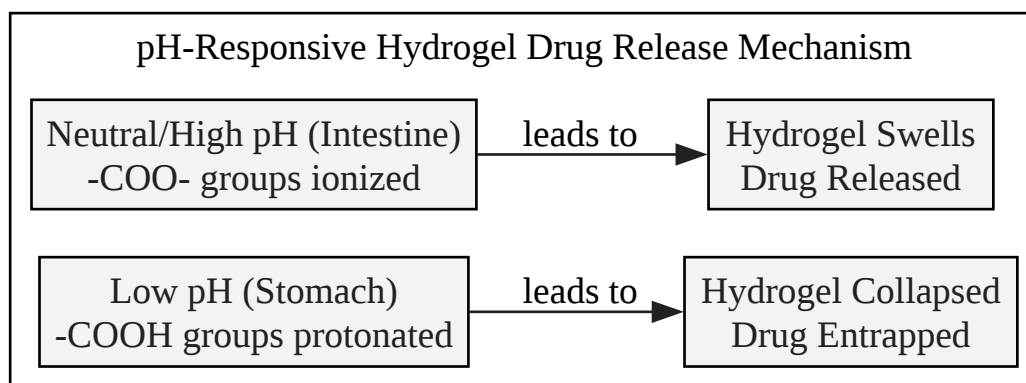 pH-Responsive Hydrogel Drug Release Mechanism
Neutral/High pH (Intestine)
-COO- groups ionized
leads to
Hydrogel Swells
Drug Released
Low pH (Stomach)
-COOH groups protonated
leads to
Hydrogel Collapsed
Drug Entrapped